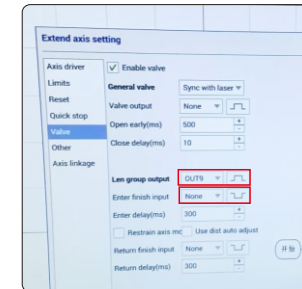 Extend axis setting
Axis driver
Limits
Reset
Quick stop
Valve
Other
Axis linkage
Enable valve
General valve Sync with laser
Valve output None
Open early(ms) 500
Close delay(ms) 10
Len group output OUT9
Enter finish input None
Enter delay(ms) 300
Restrain axis mc Use dist auto adjust
Return finish input None
Return delay(ms) 300